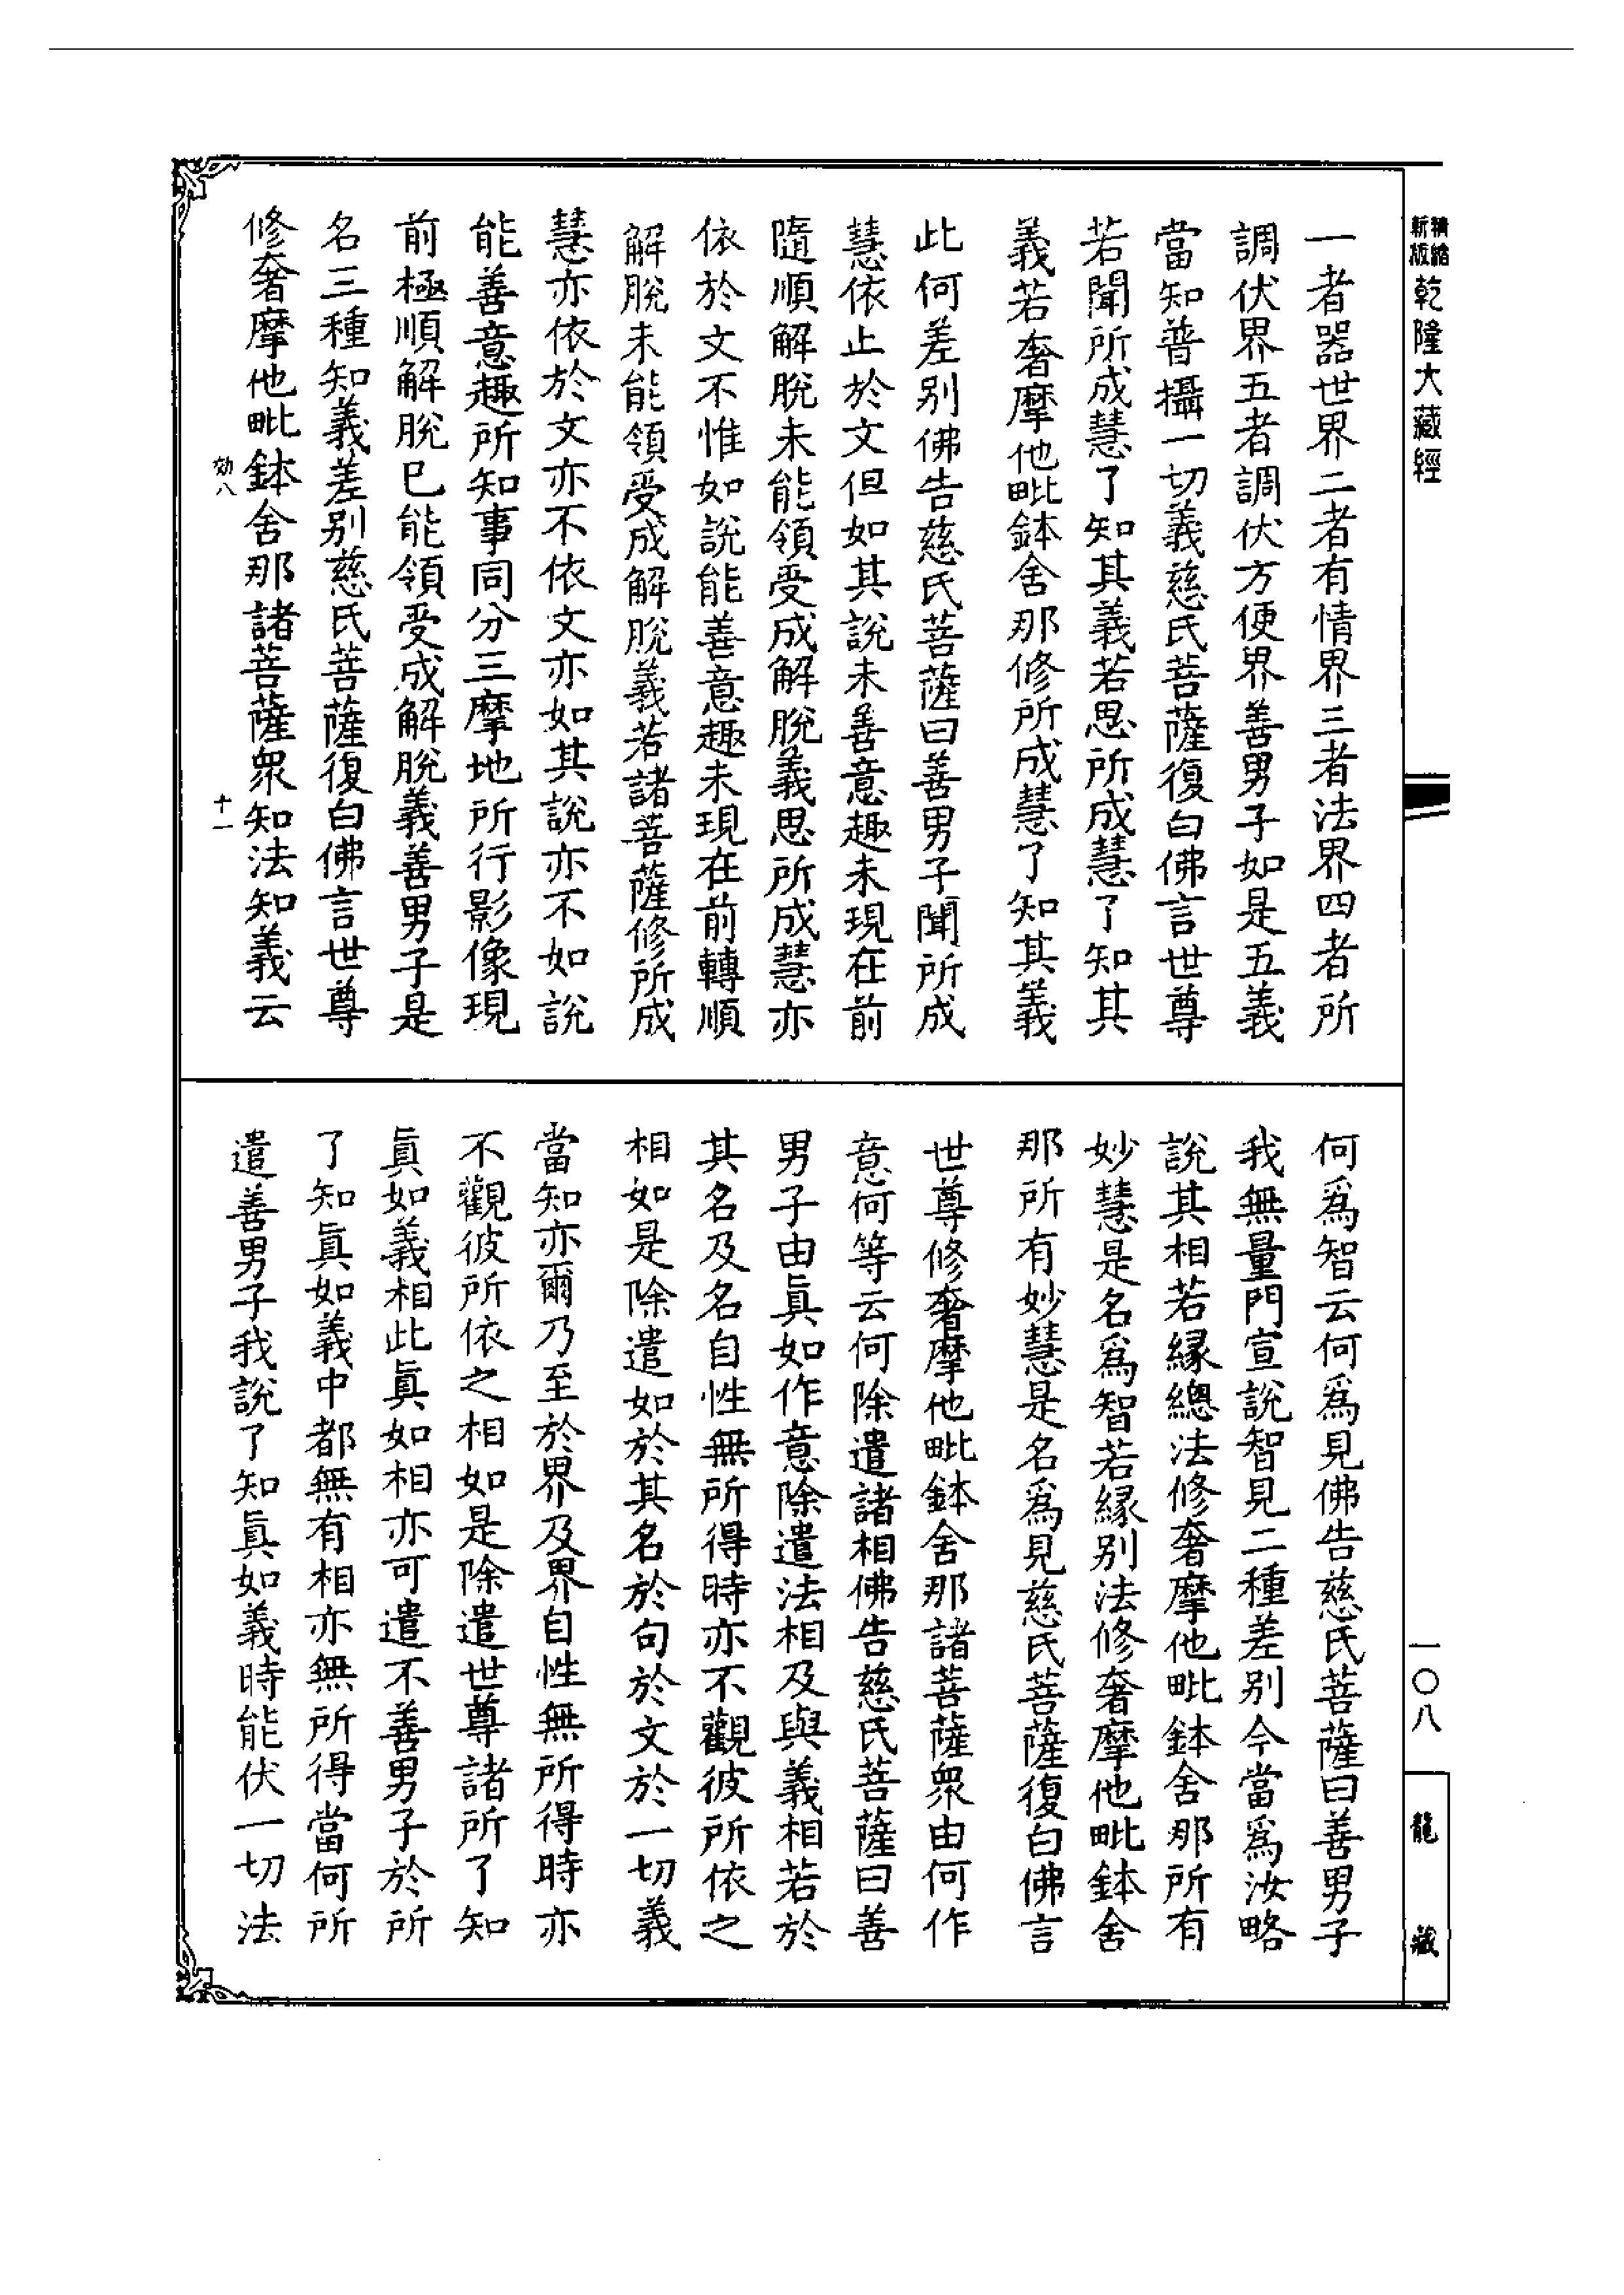 新版精縮乾隆大藏經
一〇八
龍藏
一者器世界二者有情界三者法界四者所
調伏界五者調伏方便界善男子如是五義
當知普攝一切義慈氏菩薩復白佛言世尊
若聞所成慧了知其義若思所成慧了知其
義若奢摩他毗鉢舍那修所成慧了知其義
此何差别佛告慈氏菩薩曰善男子聞所成
慧依止於文但如其說未善意趣未現在前
隨順解脫未能領受成解脫義思所成慧亦
依於文不惟如說能善意趣未現在前轉順
解脫未能領受成解脫義若諸菩薩修所成
慧亦依於文亦不依文亦如其說亦不如說
能善意趣所知事同分三摩地所行影像現
前極順解脫已能領受成解脫義善男子是
名三種知義差别慈氏菩薩復白佛言世尊
修奢摩他毗鉢舍那諸菩薩衆知法知義云
効八
十一
何爲智云何爲見佛告慈氏菩薩曰善男子
我無量門宣說智見二種差别今當爲汝略
說其相若縁總法修奢摩他毗鉢舍那所有
妙慧是名爲智若縁别法修奢摩他毗鉢舍
那所有妙慧是名爲見慈氏菩薩復白佛言
世尊修奢摩他毗鉢舍那諸菩薩衆由何作
意何等云何除遣諸相佛告慈氏菩薩曰善
男子由眞如作意除遣法相及與義相若於
其名及名自性無所得時亦不觀彼所依之
相如是除遣如於其名於句於文於一切義
當知亦爾乃至於界及界自性無所得時亦
不觀彼所依之相如是除遣世尊諸所了知
眞如義相此眞如相亦可遣不善男子於所
了知眞如義中都無有相亦無所得當何所
遣善男子我說了知眞如義時能伏一切法